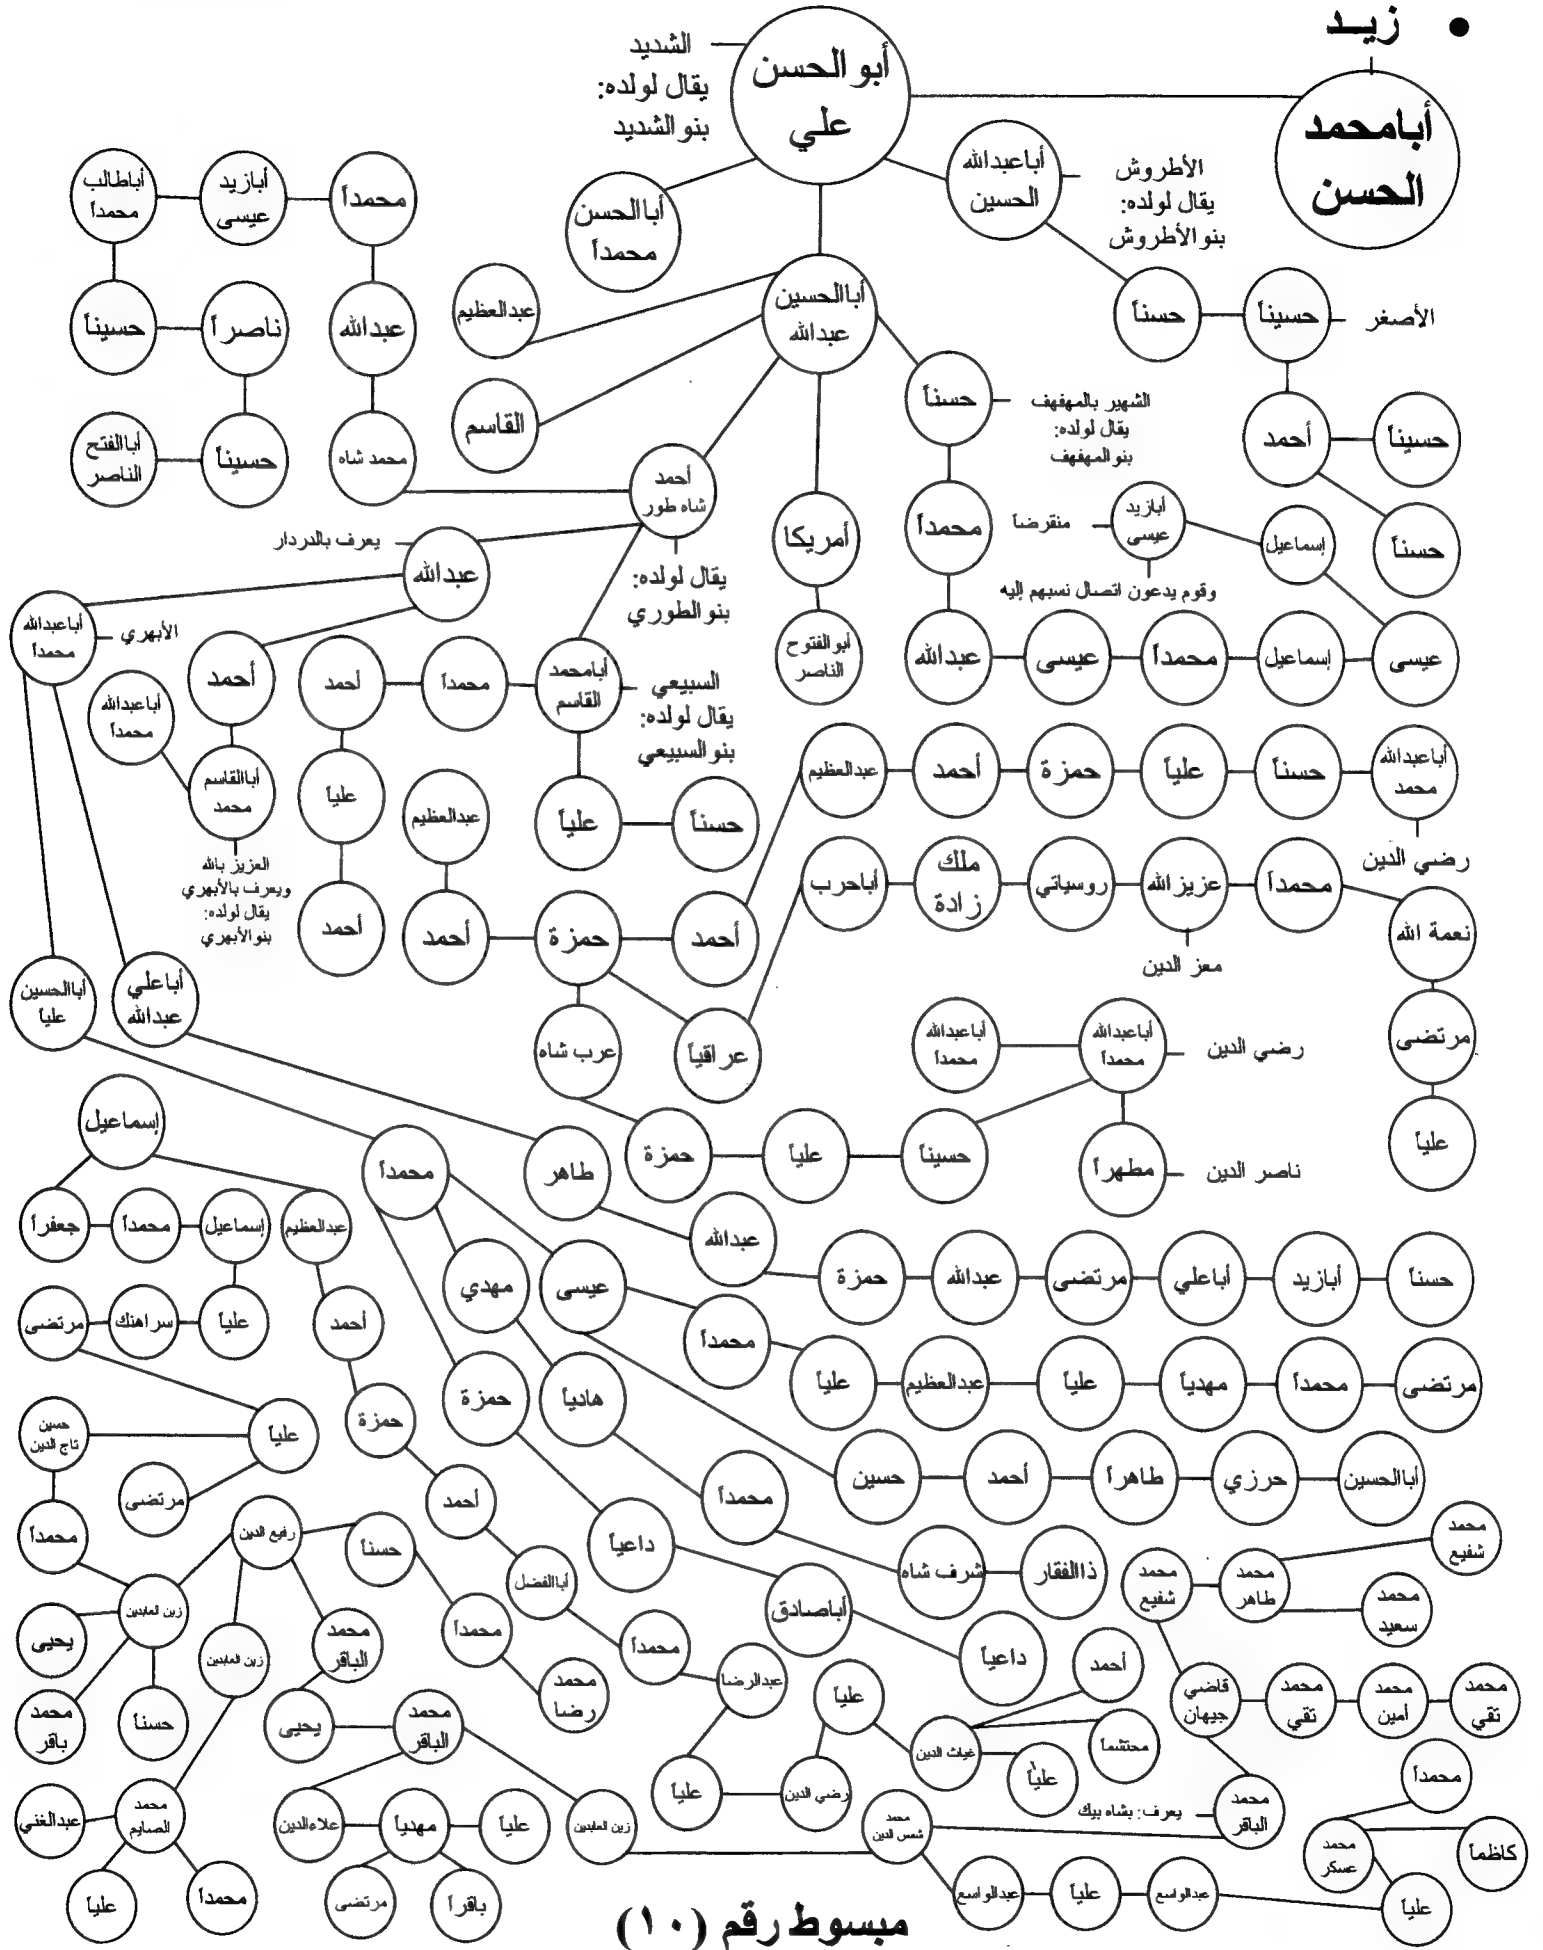 • زيــد
أبامحمد
الحسن
أبو الحسن
علي
الشديد
يقال لولده:
بنو الشديد
أباعبدالله
الحسين
الأطروش
يقال لولده:
بنو الأطروش
أباالحسن
محمداً
محمداً
أبازيد
عيسى
أباطالب
محمداً
أباالحسين
عبدالله
عبدالعظيم
حسناً
حسيناً
الأصغر
عبدالله
ناصراً
حسيناً
القاسم
حسناً
الشهير بالمهفهف
يقال لولده:
بنو المهفهف
أحمد
حسيناً
محمد شاه
حسيناً
أباالفتح
الناصر
أحمد
شاه طور
يقال لولده:
بنو الطوري
أمريكا
محمداً
أبازيد
عيسى
منقرضاً
وقوم يدعون اتصال نسبهم إليه
إسماعيل
حسناً
عبدالله
يعرف بالدردار
أباعبدالله
محمداً
الأبهري
أبو الفتوح
الناصر
عبدالله
عيسى
محمداً
إسماعيل
عيسى
أحمد
أحمد
محمداً
أبامحمد
القاسم
السبيعي
يقال لولده:
بنو السبيعي
أباعبدالله
محمداً
أباالقاسم
محمد
العزيز بالله
ويعرف بالأبهري
يقال لولده:
بنو الأبهري
علياً
عبدالعظيم
علياً
حسناً
عبدالعظيم
أحمد
حمزة
علياً
حسناً
أباعبدالله
محمد
رضي الدين
أباحرب
ملك
زادة
روسياتي
عزيز الله
معز الدين
محمداً
نعمة الله
أحمد
أحمد
حمزة
أحمد
أباالحسين
علياً
أباعلي
عبدالله
عرب شاه
عراقياً
أباعبدالله
محمداً
أباعبدالله
محمداً
رضي الدين
مرتضى
إسماعيل
محمداً
طاهر
حمزة
علياً
حسيناً
مطهراً
ناصر الدين
علياً
جعفراً
محمداً
إسماعيل
عبدالعظيم
عبدالله
مهدي
عيسى
حمزة
عبدالله
مرتضى
أباعلي
أبازيد
حسناً
مرتضى
سراهنك
علياً
أحمد
محمداً
حمزة
هادياً
علياً
عبدالعظيم
علياً
مهدياً
محمداً
مرتضى
حسين
تاج الدين
علياً
حمزة
مرتضى
أحمد
محمداً
حسين
أحمد
طاهراً
حرزي
أباالحسين
محمداً
رفيع الدين
حسناً
داعياً
محمد
شفيع
زين العابدين
أباالفضل
شرف شاه
ذاالفقار
محمد
شفيع
محمد
طاهر
محمد
سعيد
يحيى
زين العابدين
محمد
الباقر
محمداً
محمداً
أباصادق
داعياً
أحمد
محمد
باقر
حسناً
يحيى
محمد
الباقر
محمد
رضا
عبدالرضا
علياً
قاضي
جيهان
محمد
تقي
محمد
أمين
محمد
تقي
غياث الدين
محتشماً
علياً
علياً
رضي الدين
محمداً
عبدالغني
محمد
الصايم
علاءالدين
مهدياً
علياً
زين العابدين
محمد
شمس الدين
يعرف: بشاه بيك
محمد
الباقر
محمد
عسكر
كاظماً
علياً
محمداً
مرتضى
باقراً
عبدالواسع
علياً
عبدالواسع
علياً
مبسوط رقم (١٠)